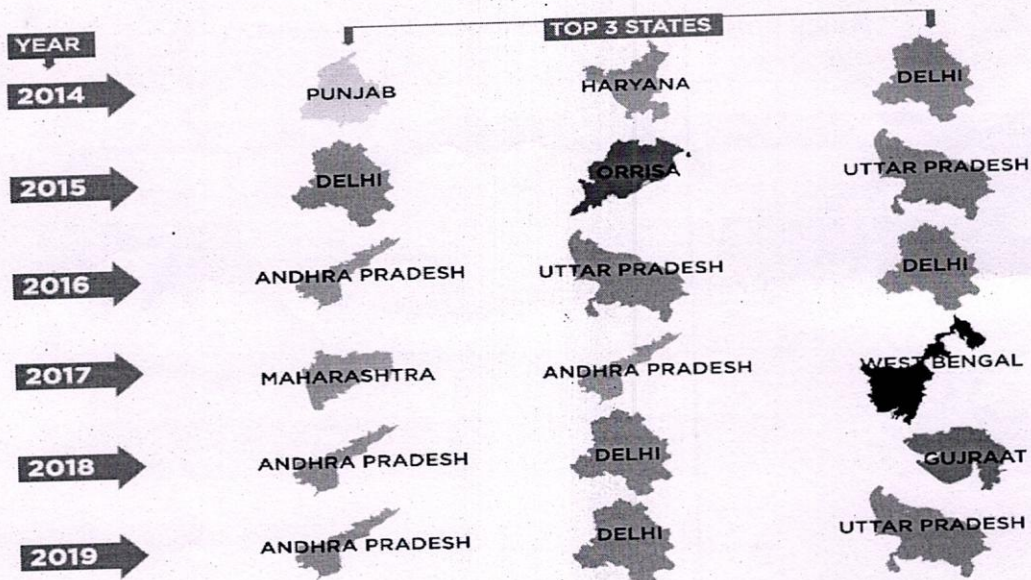 TOP 3 STATES
YEAR
2014 PUNJAB HARYANA DELHI
2015 DELHI ORRISA UTTAR PRADESH
2016 ANDHRA PRADESH UTTAR PRADESH DELHI
2017 MAHARASHTRA ANDHRA PRADESH WEST BENGAL
2018 ANDHRA PRADESH DELHI GUJRAAT
2019 ANDHRA PRADESH DELHI UTTAR PRADESH